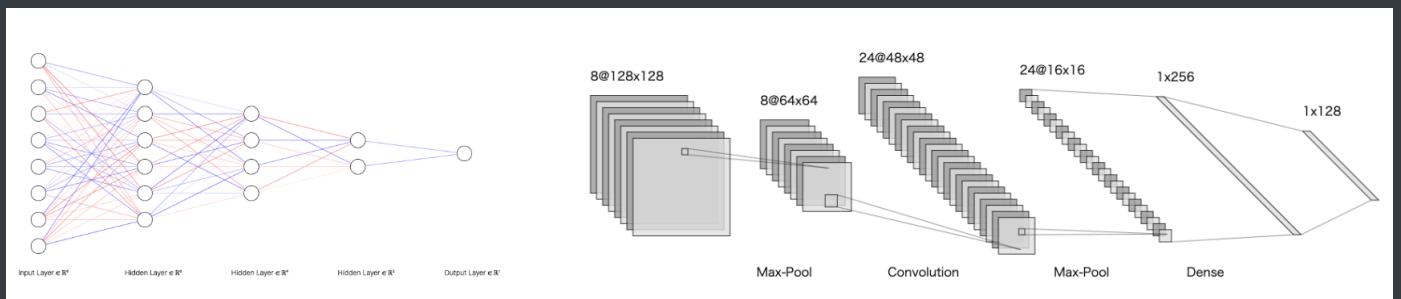 8@128x128
8@64x64
24@48x48
24@16x16
1x256
1x128
Input Layer ∈ ℝ⁸
Hidden Layer ∈ ℝ⁶
Hidden Layer ∈ ℝ⁴
Hidden Layer ∈ ℝ²
Output Layer ∈ ℝ¹
Max-Pool
Convolution
Max-Pool
Dense